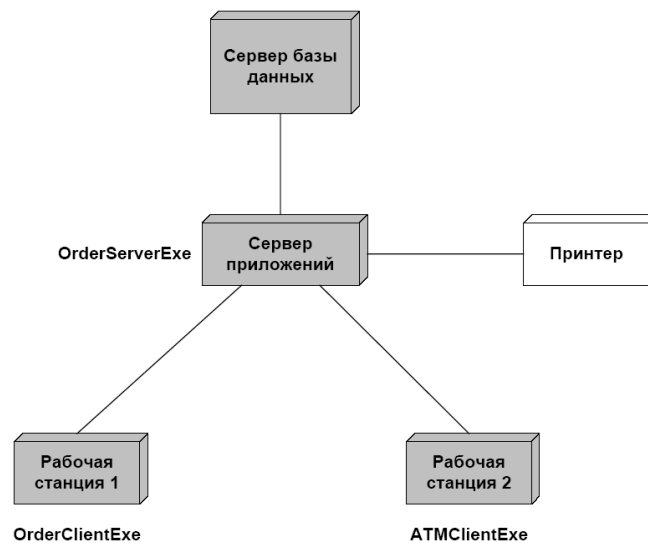 Сервер базы
данных
OrderServerExe
Сервер
приложений
Принтер
Рабочая
станция 1
Рабочая
станция 2
OrderClientExe
ATMClientExe